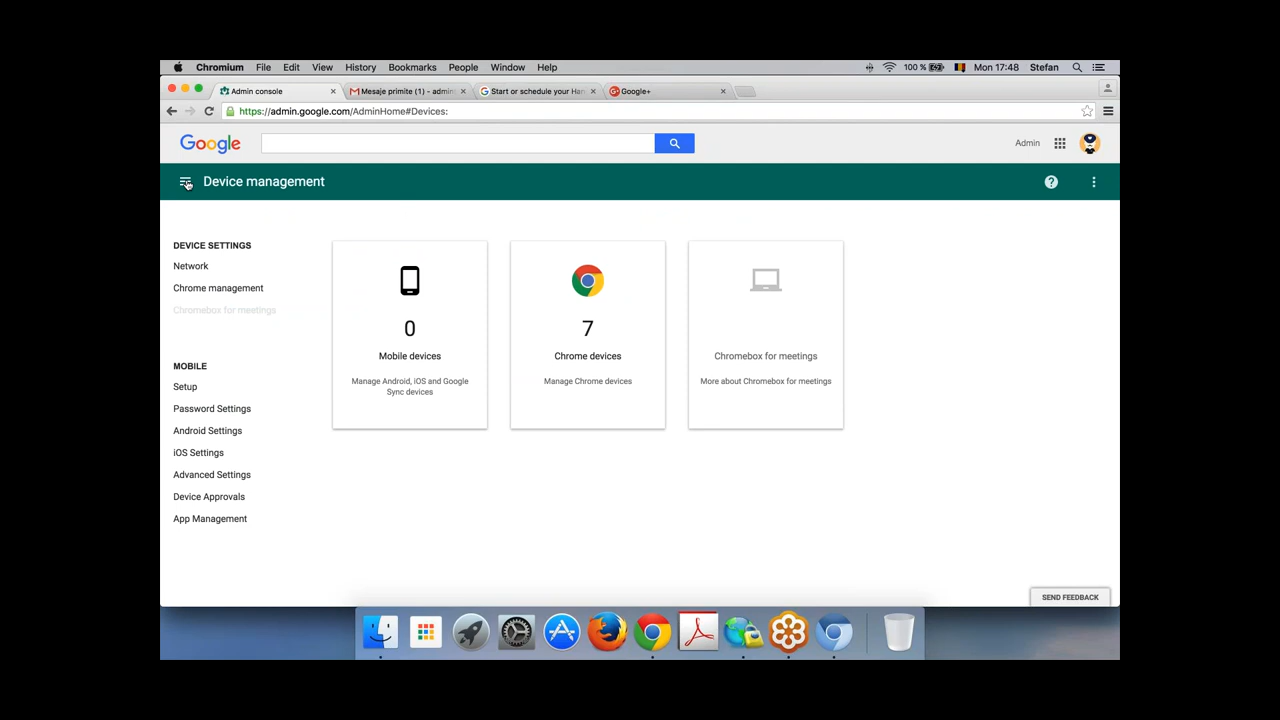 Chromium File Edit View History Bookmarks People Window Help 100 % Mon 17:48 Stefan
Admin console Mesaje primite (1) - admin Start or schedule your Han Google+
https://admin.google.com/AdminHome#Devices:
Google Admin
Device management
DEVICE SETTINGS
Network
Chrome management
Chromebox for meetings
MOBILE
Setup
Password Settings
Android Settings
iOS Settings
Advanced Settings
Device Approvals
App Management
0
Mobile devices
Manage Android, iOS and Google
Sync devices
7
Chrome devices
Manage Chrome devices
Chromebox for meetings
More about Chromebox for meetings
SEND FEEDBACK